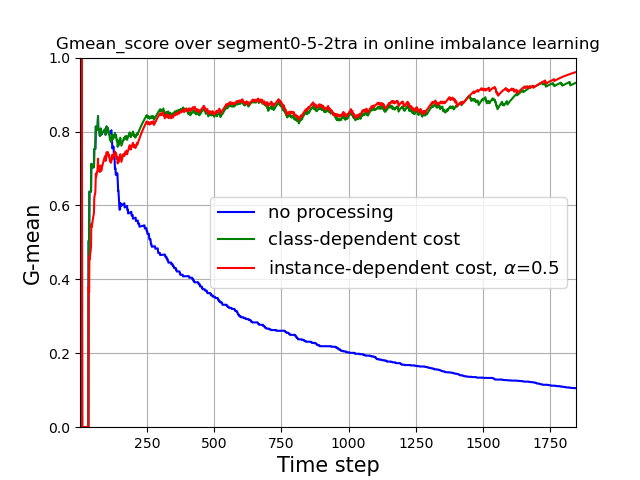 Gmean_score over segment0-5-2tra in online imbalance learning
1.0
0.8
0.6
0.4
0.2
0.0
G-mean
no processing
class-dependent cost
instance-dependent cost, α=0.5
250 500 750 1000 1250 1500 1750
Time step